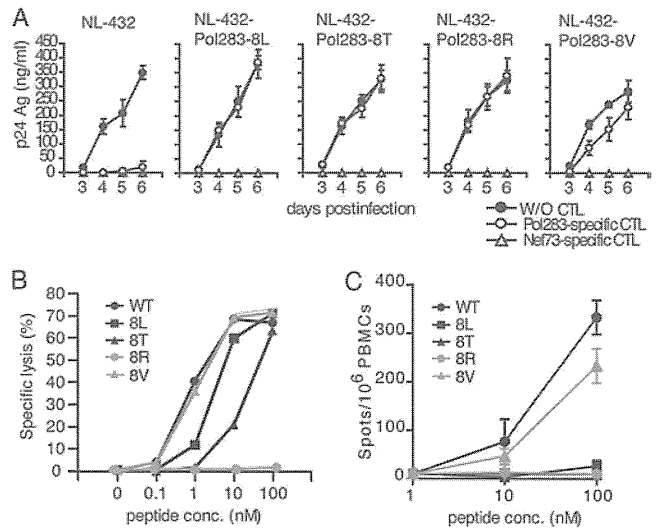 A
NL-432
NL-432-
Pol283-8L
NL-432-
Pol283-8T
NL-432-
Pol283-8R
NL-432-
Pol283-8V
p24 Ag (ng/ml)
450
400
350
300
250
200
150
100
50
0
3 4 5 6
3 4 5 6
3 4 5 6
3 4 5 6
3 4 5 6
days postinfection
W/O CTL
Pol283-specific CTL
Nef73-specific CTL
B
Specific lysis (%)
80
70
60
50
40
30
20
10
0
WT
8L
8T
8R
8V
0 0.1 1 10 100
peptide conc. (nM)
C
Spots/10⁶ PBMCs
400
300
200
100
0
WT
8L
8T
8R
8V
1 10 100
peptide conc. (nM)